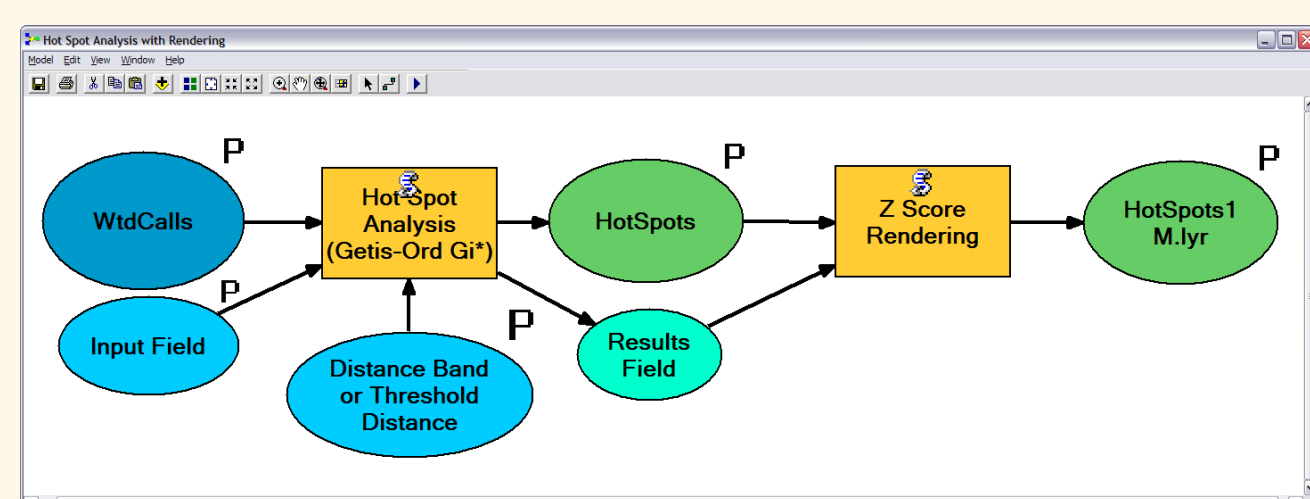 Hot Spot Analysis with Rendering
Model Edit View Window Help
P
WtdCalls
P
Input Field
Hot Spot
Analysis
(Getis-Ord Gi*)
P
Distance Band
or Threshold
Distance
P
HotSpots
Results
Field
Z Score
Rendering
P
HotSpots1
M.lyr